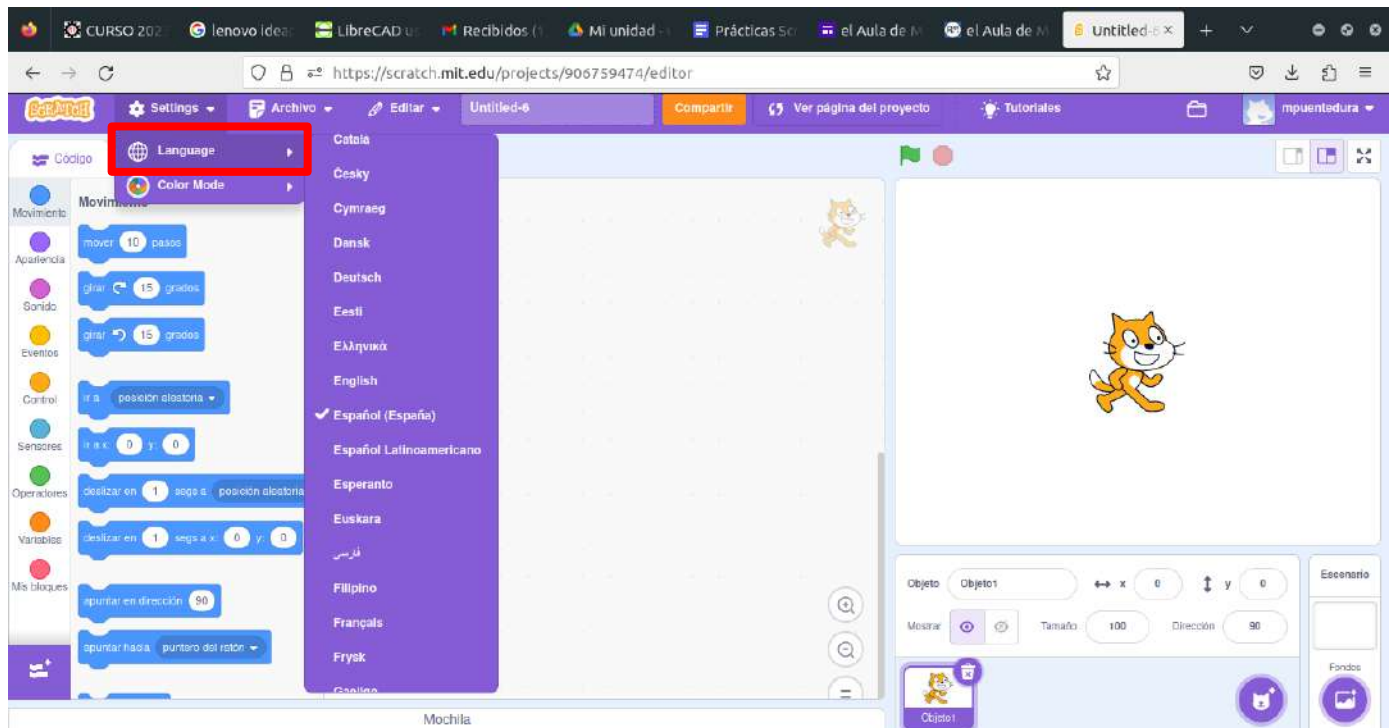 CURSO 202
lenovo idea
LibreCAD us
Recibidos (1
Mi unidad -
Prácticas Sc
el Aula de M
el Aula de M
Untitled-6
https://scratch.mit.edu/projects/906759474/editor
SCRATCH
Settings
Archivo
Editar
Untitled-6
Compartir
Ver página del proyecto
Tutoriales
mpuentedura
Código
Language
Color Mode
Català
Česky
Cymraeg
Dansk
Deutsch
Eesti
Ελληνικά
English
Español (España)
Español Latinoamericano
Esperanto
Euskara
فارسی
Filipino
Français
Frysk
Gaeilge
Movimiento
Apariencia
Sonido
Eventos
Control
Sensores
Operadores
Variables
Mis bloques
mover 10 pasos
girar 15 grados
girar 15 grados
ir a posición aleatoria
ir a x: 0 y: 0
deslizar en 1 segs a posición aleatoria
deslizar en 1 segs a x: 0 y: 0
apuntar en dirección 90
apuntar hacia puntero del ratón
Mochila
Objeto Objeto1 x 0 y 0
Mostrar Tamaño 100 Dirección 90
Objeto1
Escenario
Fondos